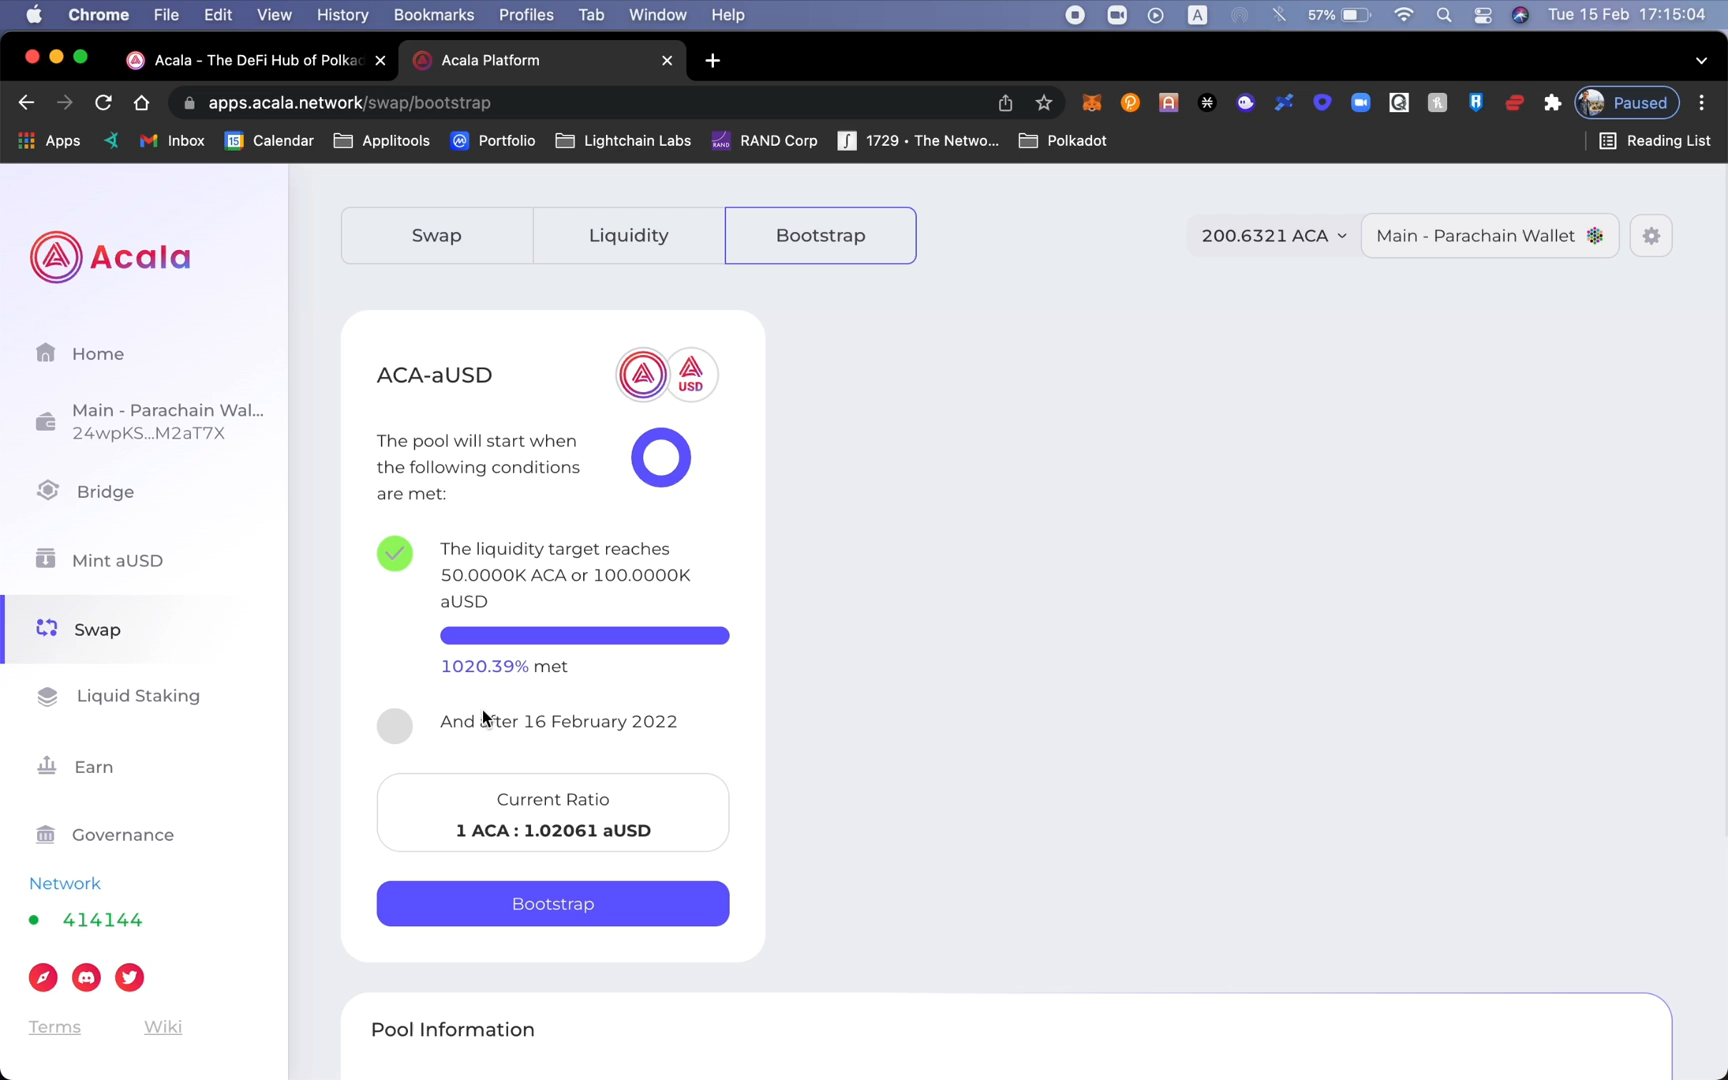 Chrome File Edit View History Bookmarks Profiles Tab Window Help A 57% Tue 15 Feb 17:15:04
Acala - The DeFi Hub of Polkad Acala Platform
apps.acala.network/swap/bootstrap Paused
Apps Inbox 15 Calendar Applitools Portfolio Lightchain Labs RAND RAND Corp 1729 • The Netwo... Polkadot Reading List
Acala
Swap Liquidity Bootstrap 200.6321 ACA Main - Parachain Wallet
Home
Main - Parachain Wal...
24wpKS...M2aT7X
Bridge
Mint aUSD
Swap
Liquid Staking
Earn
Governance
Network
414144
Terms Wiki
ACA-aUSD
USD
The pool will start when
the following conditions
are met:
The liquidity target reaches
50.0000K ACA or 100.0000K
aUSD
1020.39% met
And after 16 February 2022
Current Ratio
1 ACA : 1.02061 aUSD
Bootstrap
Pool Information